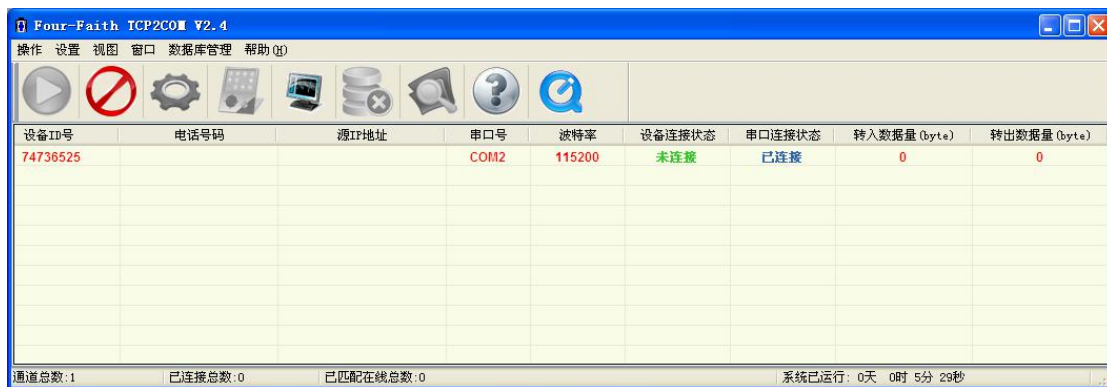 Four-Faith TCP2COM V2.4
操作 设置 视图 窗口 数据库管理 帮助(H)
设备ID号 电话号码 源IP地址 串口号 波特率 设备连接状态 串口连接状态 转入数据量(byte) 转出数据量(byte)
74736525 COM2 115200 未连接 已连接 0 0
通道总数:1 已连接总数:0 已匹配在线总数:0 系统已运行: 0天 0时 5分 29秒